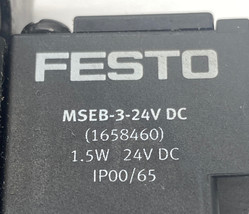 FESTO
MSEB-3-24V DC
(1658460)
1.5W 24V DC
IP00/65